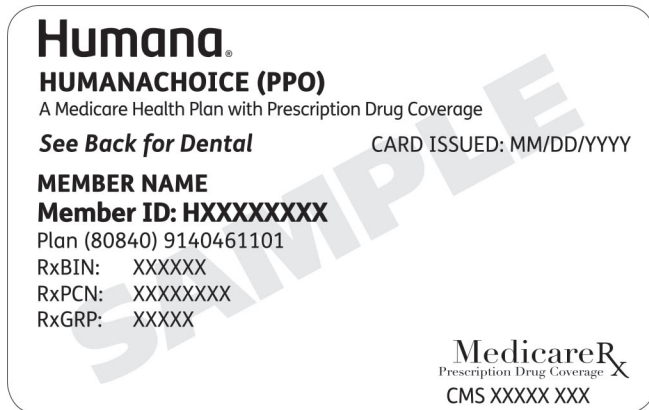 Humana®
HUMANACHOICE (PPO)
A Medicare Health Plan with Prescription Drug Coverage
See Back for Dental CARD ISSUED: MM/DD/YYYY
MEMBER NAME
Member ID: HXXXXXXXX
Plan (80840) 9140461101
RxBIN: XXXXXX
RxPCN: XXXXXXXX
RxGRP: XXXXX
SAMPLE
MedicareRx
Prescription Drug Coverage
CMS XXXXX XXX